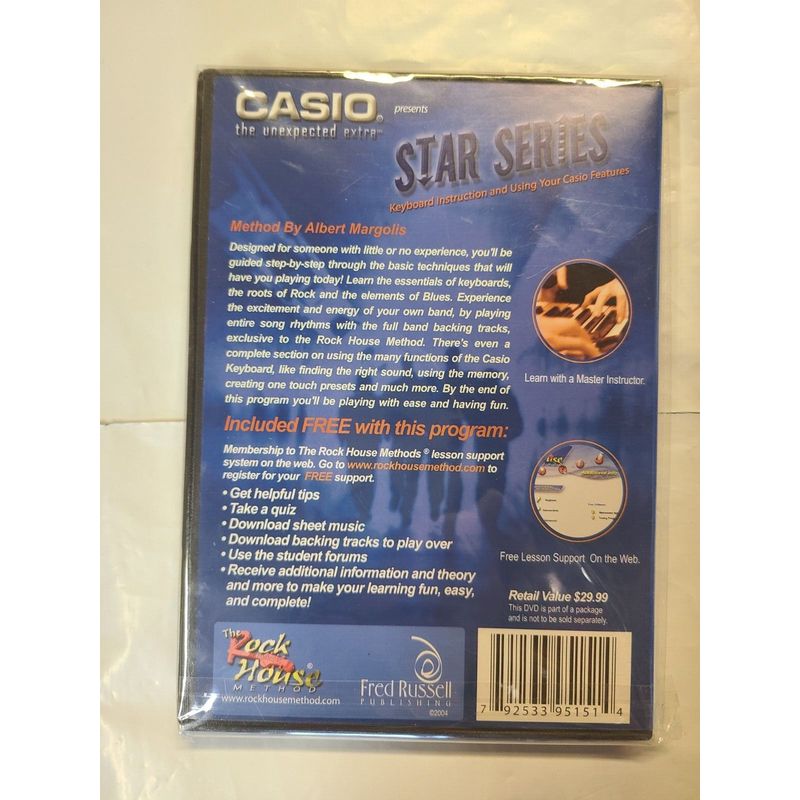 CASIO®
the unexpected extra™
presents
STAR SERIES
Keyboard Instruction and Using Your Casio Features
Method By Albert Margolis
Designed for someone with little or no experience, you'll be
guided step-by-step through the basic techniques that will
have you playing today! Learn the essentials of keyboards,
the roots of Rock and the elements of Blues. Experience
the excitement and energy of your own band, by playing
entire song rhythms with the full band backing tracks,
exclusive to the Rock House Method. There's even a
complete section on using the many functions of the Casio
Keyboard, like finding the right sound, using the memory,
creating one touch presets and much more. By the end of
this program you'll be playing with ease and having fun.
Learn with a Master Instructor.
Included FREE with this program:
Membership to The Rock House Methods® lesson support
system on the web. Go to www.rockhousemethod.com to
register for your FREE support.
• Get helpful tips
• Take a quiz
• Download sheet music
• Download backing tracks to play over
• Use the student forums
• Receive additional information and theory
and more to make your learning fun, easy,
and complete!
Free Lesson Support On the Web.
Retail Value $29.99
This DVD is part of a package
and is not to be sold separately.
The
Rock
House®
METHOD
www.rockhousemethod.com
Fred Russell
PUBLISHING
©2004
7 92533 95151 4